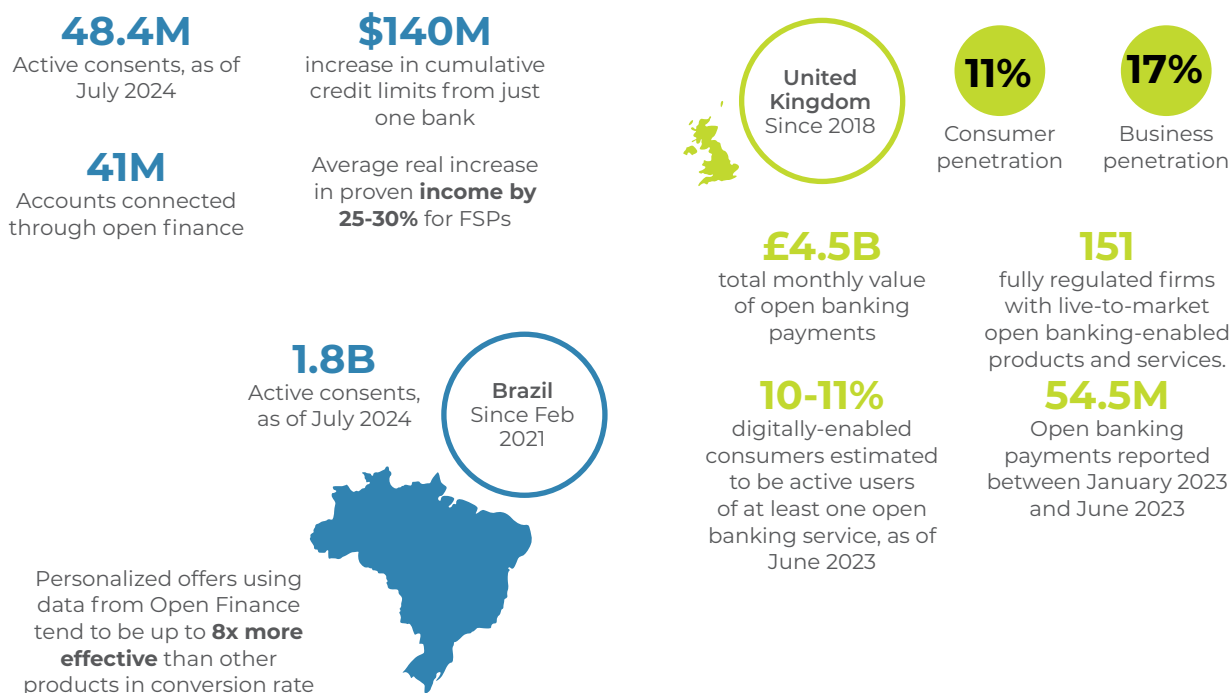 48.4M
Active consents, as of
July 2024
$140M
increase in cumulative
credit limits from just
one bank
41M
Accounts connected
through open finance
Average real increase
in proven income by
25-30% for FSPs
1.8B
Active consents,
as of July 2024
Brazil
Since Feb
2021
Personalized offers using
data from Open Finance
tend to be up to 8x more
effective than other
products in conversion rate
United
Kingdom
Since 2018
11%
Consumer
penetration
17%
Business
penetration
£4.5B
total monthly value
of open banking
payments
151
fully regulated firms
with live-to-market
open banking-enabled
products and services.
10-11%
digitally-enabled
consumers estimated
to be active users
of at least one open
banking service, as of
June 2023
54.5M
Open banking
payments reported
between January 2023
and June 2023